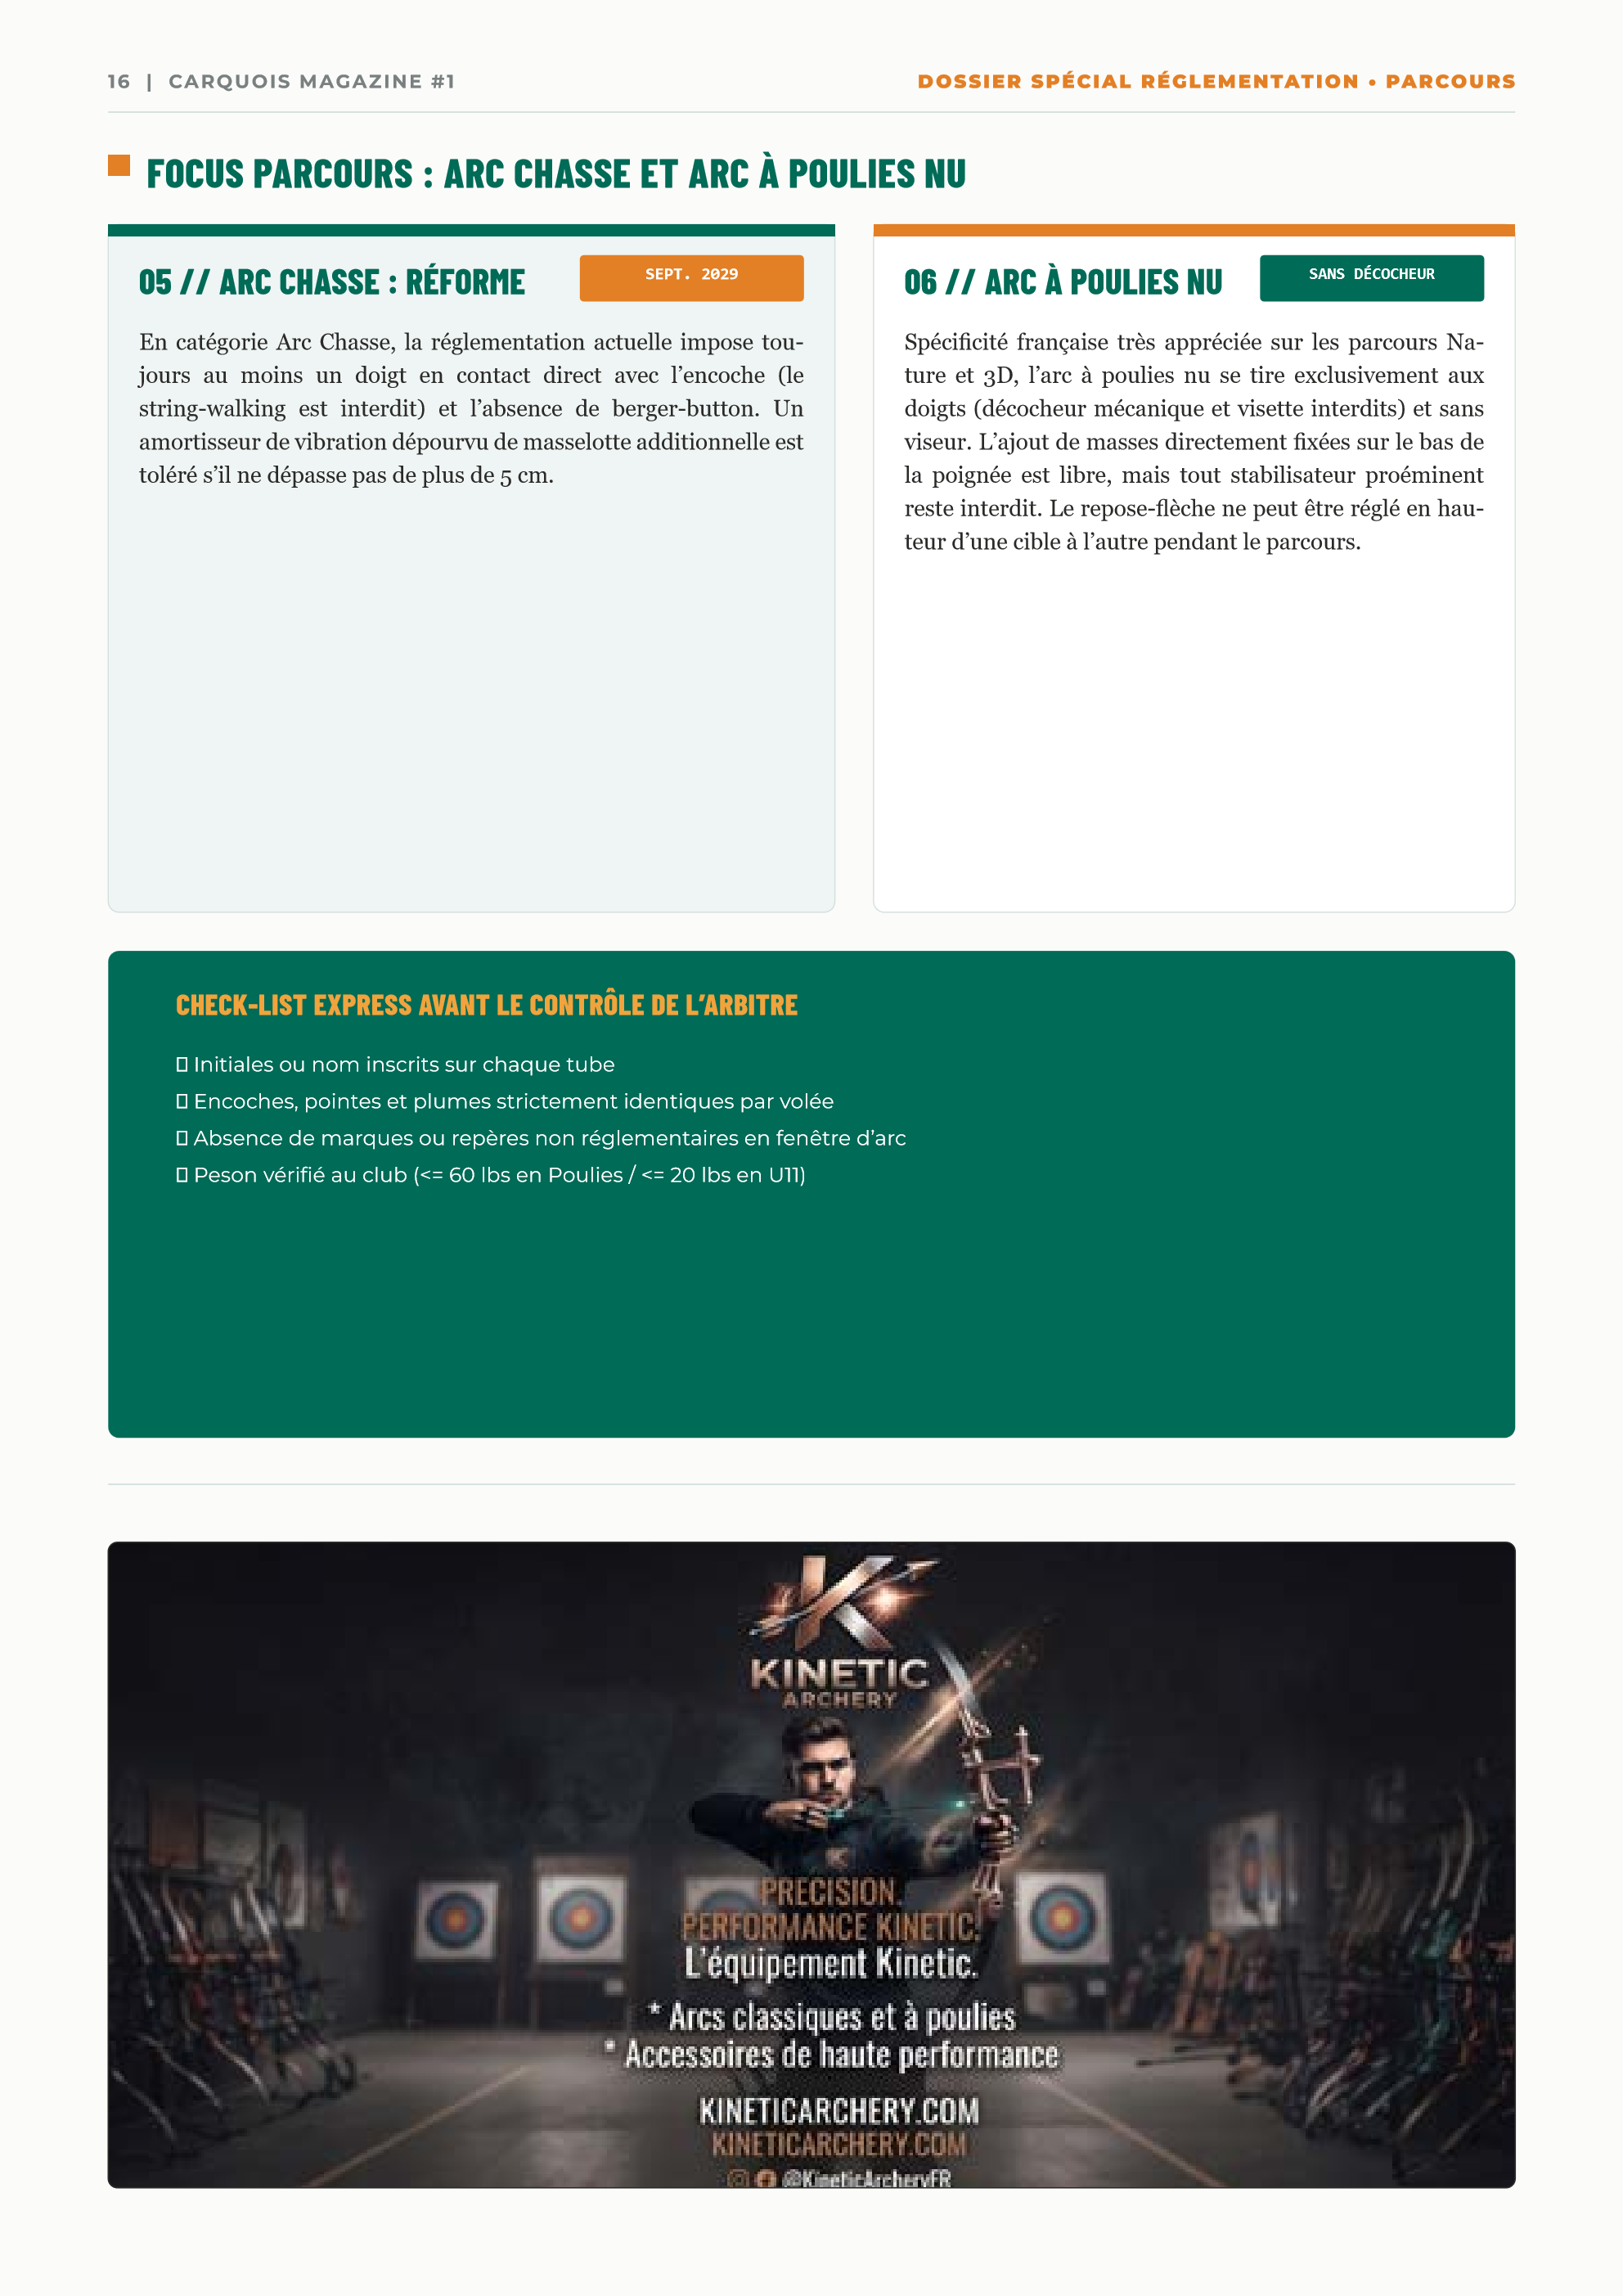 16 | CARQUOIS MAGAZINE #1
DOSSIER SPÉCIAL RÉGLEMENTATION • PARCOURS
FOCUS PARCOURS : ARC CHASSE ET ARC À POULIES NU
05 // ARC CHASSE : RÉFORME
SEPT. 2029
En catégorie Arc Chasse, la réglementation actuelle impose tou-
jours au moins un doigt en contact direct avec l’encoche (le
string-walking est interdit) et l’absence de berger-button. Un
amortisseur de vibration dépourvu de masselotte additionnelle est
toléré s’il ne dépasse pas de plus de 5 cm.
06 // ARC À POULIES NU
SANS DÉCOCHEUR
Spécificité française très appréciée sur les parcours Na-
ture et 3D, l’arc à poulies nu se tire exclusivement aux
doigts (décocheur mécanique et visette interdits) et sans
viseur. L’ajout de masses directement fixées sur le bas de
la poignée est libre, mais tout stabilisateur proéminent
reste interdit. Le repose-flèche ne peut être réglé en hau-
teur d’une cible à l’autre pendant le parcours.
CHECK-LIST EXPRESS AVANT LE CONTRÔLE DE L’ARBITRE
Initiales ou nom inscrits sur chaque tube
Encoches, pointes et plumes strictement identiques par volée
Absence de marques ou repères non réglementaires en fenêtre d’arc
Peson vérifié au club (<= 60 lbs en Poulies / <= 20 lbs en U11)
K
KINETIC
ARCHERY
PRECISION.
PERFORMANCE KINETIC.
L’équipement Kinetic.
* Arcs classiques et à poulies
* Accessoires de haute performance
KINETICARCHERY.COM
KINETICARCHERY.COM
@KineticArcheryFR